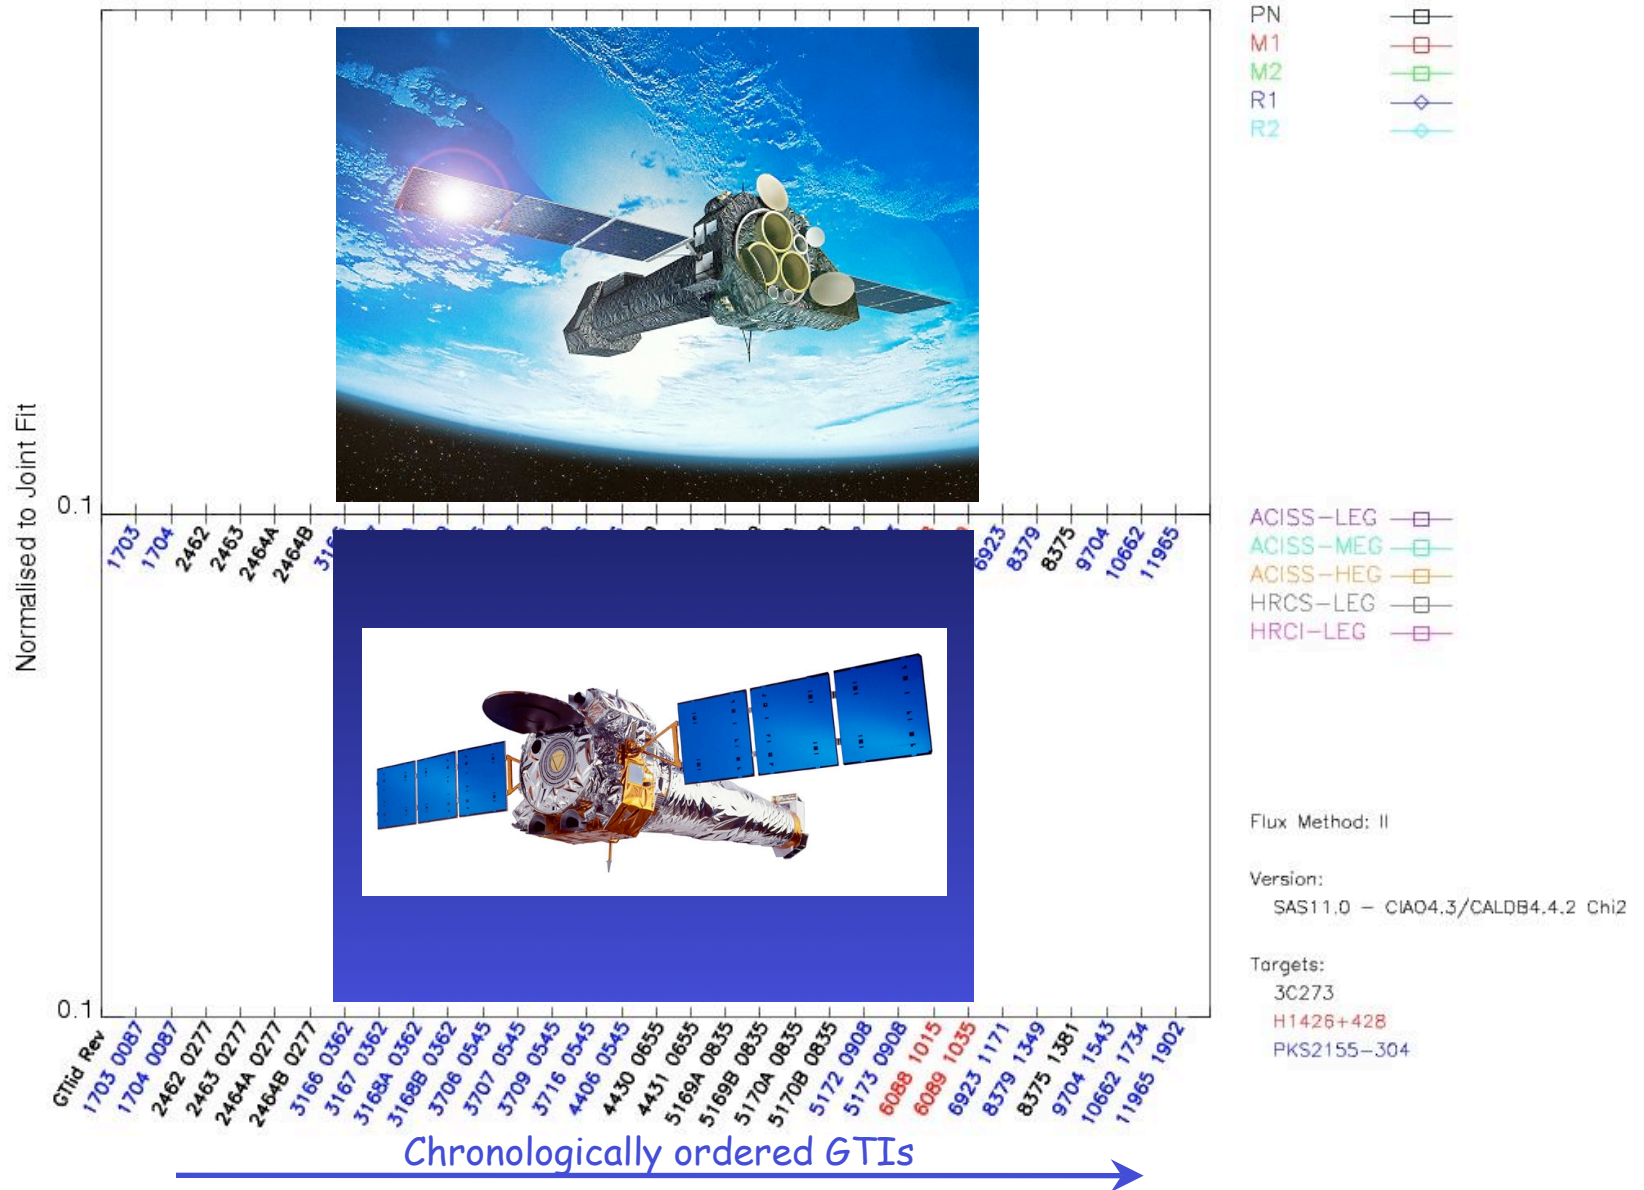 PN
M1
M2
R1
R2
Normalised to Joint Fit
0.1
1703
1704
2462
2463
2464A
2464B
6923
8379
8375
9704
10662
11965
ACISS-LEG
ACISS-MEG
ACISS-HEG
HRCS-LEG
HRCI-LEG
Flux Method: II
Version:
SAS11.0 - CIAO4.3/CALDB4.4.2 Chi2
Targets:
3C273
H1426+428
PKS2155-304
0.1
GTIid Rev
1703 0087
1704 0087
2462 0277
2463 0277
2464A 0277
2464B 0277
3166 0362
3167 0362
3168A 0362
3168B 0362
3706 0545
3707 0545
3709 0545
3716 0545
4406 0545
4430 0655
4431 0655
5169A 0835
5169B 0835
5170A 0835
5170B 0835
5172 0908
5173 0908
6088 1015
6089 1035
6923 1171
8379 1349
8375 1381
9704 1543
10662 1734
11965 1902
Chronologically ordered GTIs